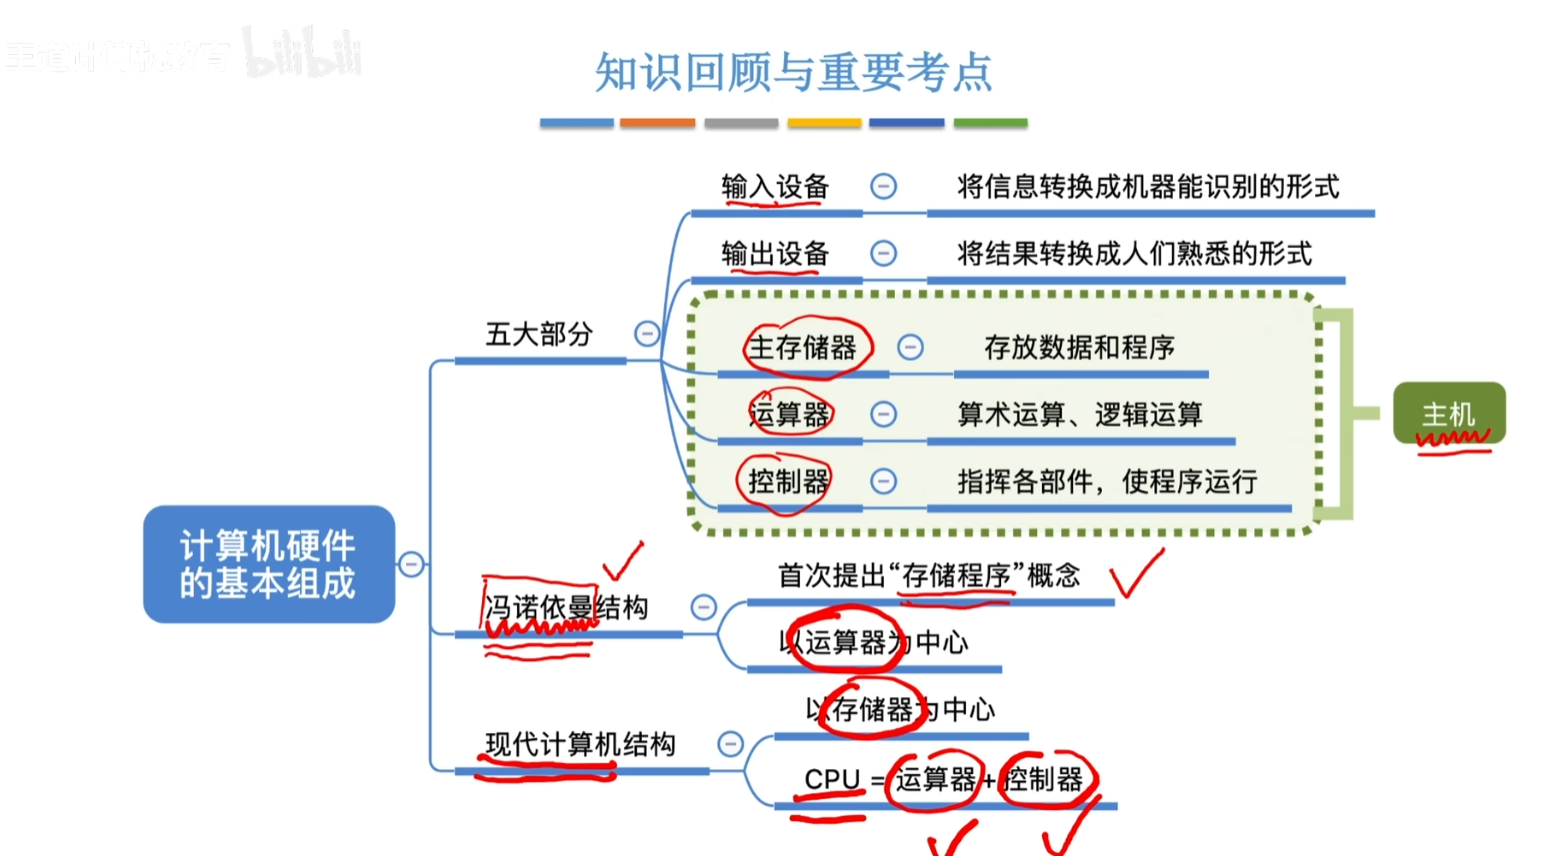 王道计算机教育 bilibili
知识回顾与重要考点
输入设备 将信息转换成机器能识别的形式
输出设备 将结果转换成人们熟悉的形式
五大部分
主存储器 存放数据和程序
运算器 算术运算、逻辑运算
主机
控制器 指挥各部件，使程序运行
计算机硬件
的基本组成
首次提出“存储程序”概念
冯诺依曼结构
以运算器为中心
以存储器为中心
现代计算机结构
CPU = 运算器+控制器